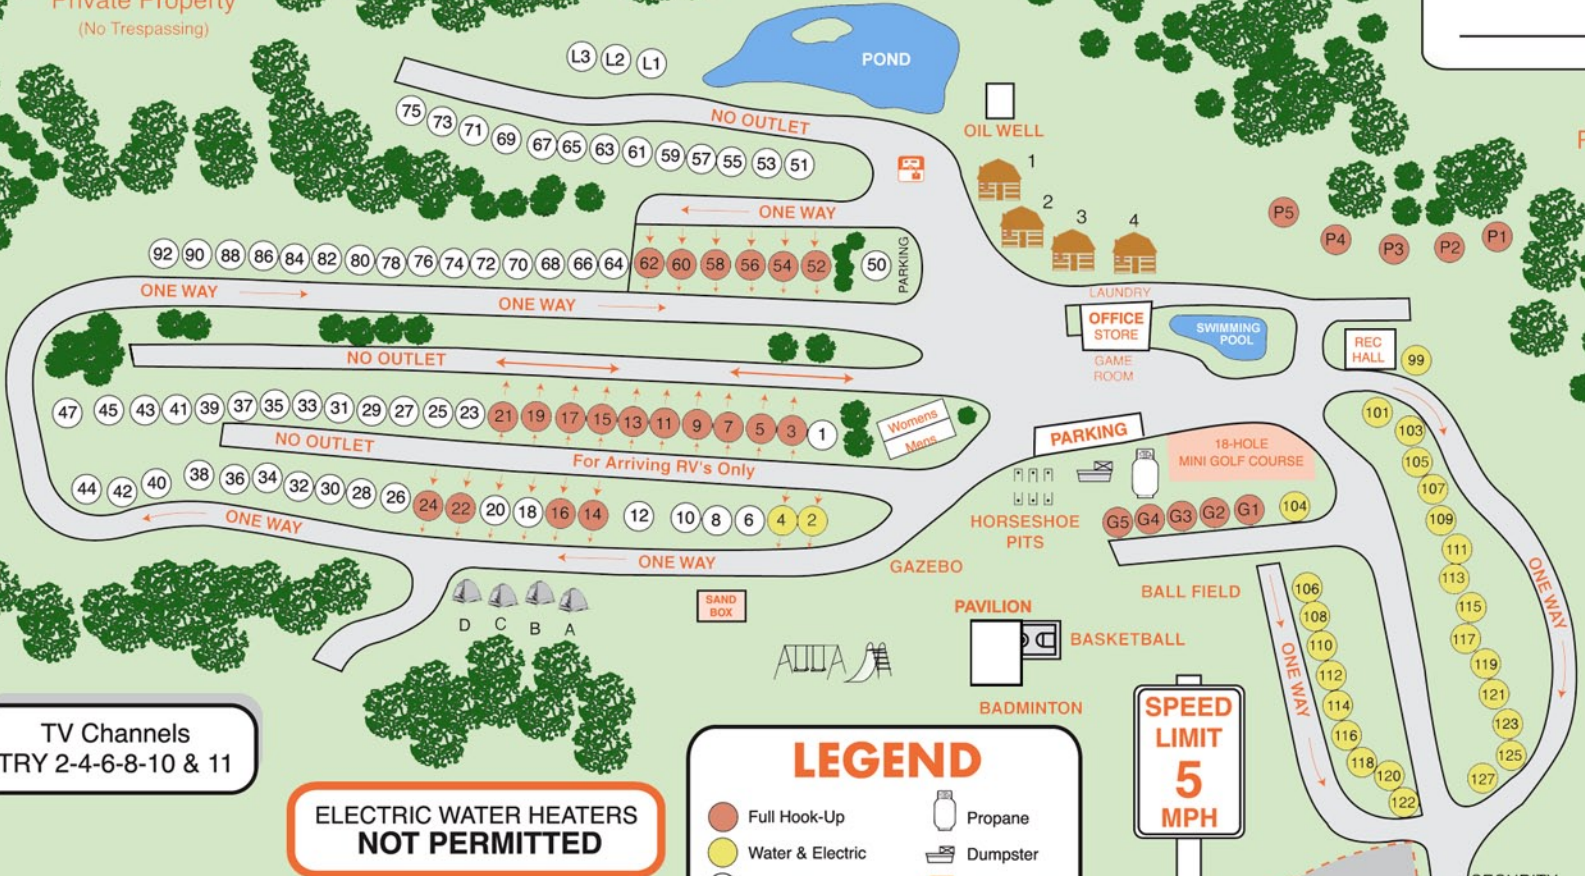 Private Property
(No Trespassing)
L3 L2 L1
POND
75 73 71 69 67 65 63 61 59 57 55 53 51
NO OUTLET
OIL WELL
1
2
3
4
P5 P4 P3 P2 P1
ONE WAY
92 90 88 86 84 82 80 78 76 74 72 70 68 66 64 62 60 58 56 54 52 50
PARKING
ONE WAY
ONE WAY
LAUNDRY
OFFICE
STORE
GAME
ROOM
SWIMMING
POOL
REC
HALL
99
NO OUTLET
47 45 43 41 39 37 35 33 31 29 27 25 23 21 19 17 15 13 11 9 7 5 3 1
Womens
Mens
NO OUTLET
For Arriving RV's Only
PARKING
18-HOLE
MINI GOLF COURSE
44 42 40 38 36 34 32 30 28 26 24 22 20 18 16 14 12 10 8 6 4 2
HORSESHOE
PITS
G5 G4 G3 G2 G1 104
ONE WAY
ONE WAY
GAZEBO
101
103
105
107
109
111
113
115
117
119
121
123
125
127
ONE WAY
106
108
110
112
114
116
118
120
122
ONE WAY
BALL FIELD
D C B A
SAND
BOX
PAVILION
BASKETBALL
BADMINTON
TV Channels
TRY 2-4-6-8-10 & 11
ELECTRIC WATER HEATERS
NOT PERMITTED
LEGEND
Full Hook-Up
Propane
Water & Electric
Dumpster
SPEED
LIMIT
5
MPH
SECURITY